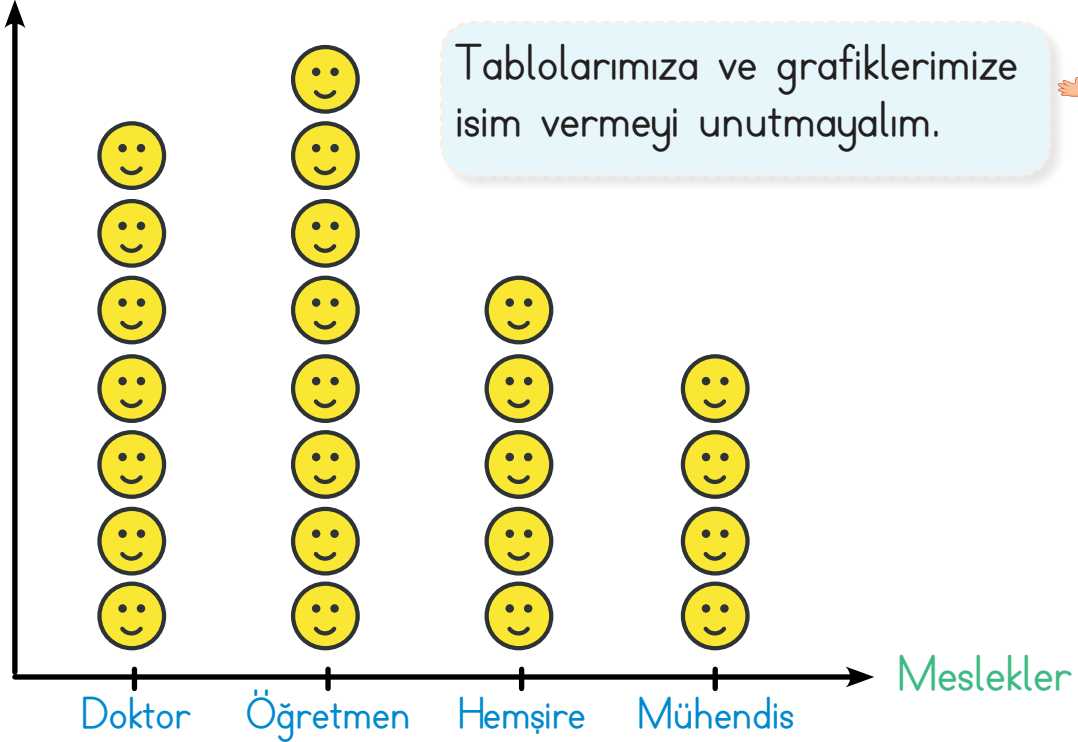 Tablolarımıza ve grafiklerimize
isim vermeyi unutmayalım.
Meslekler
Doktor Öğretmen Hemşire Mühendis